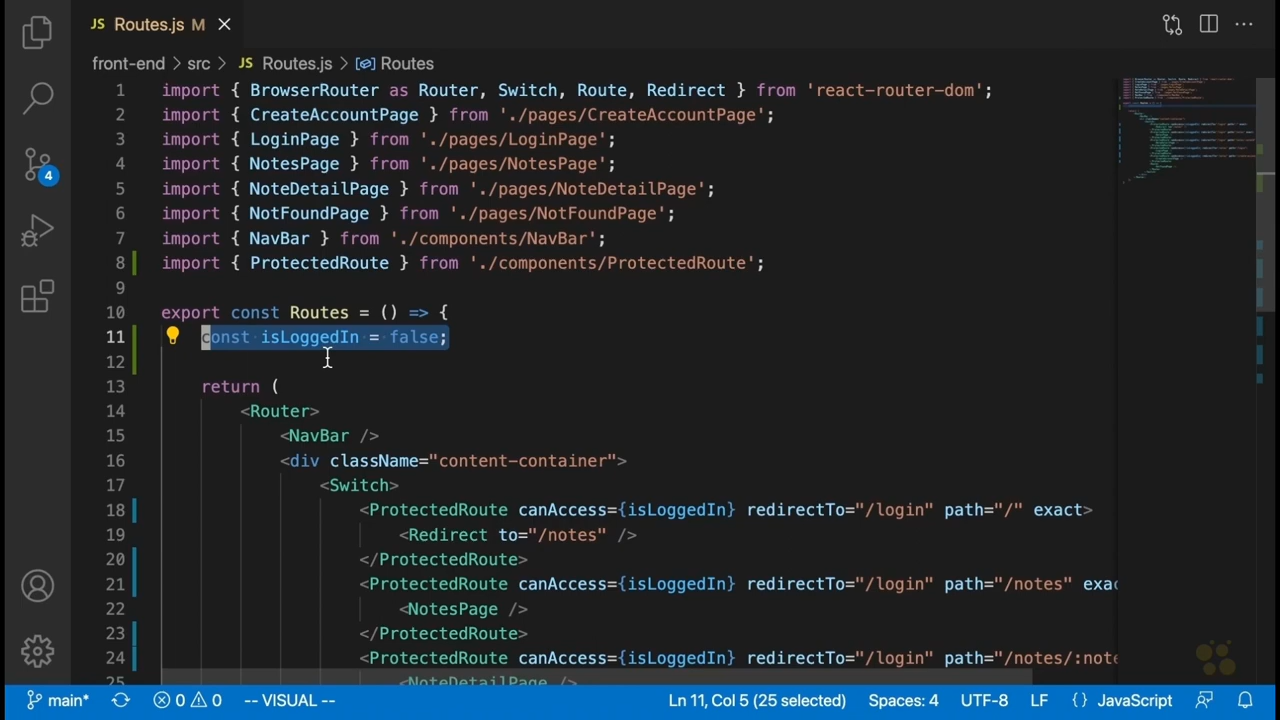 JS Routes.js M
front-end > src > JS Routes.js > Routes
1 import { BrowserRouter as Router, Switch, Route, Redirect } from 'react-router-dom';
2 import { CreateAccountPage } from './pages/CreateAccountPage';
3 import { LoginPage } from './pages/LoginPage';
4 import { NotesPage } from './pages/NotesPage';
5 import { NoteDetailPage } from './pages/NoteDetailPage';
6 import { NotFoundPage } from './pages/NotFoundPage';
7 import { NavBar } from './components/NavBar';
8 import { ProtectedRoute } from './components/ProtectedRoute';
9
10 export const Routes = () => {
11 const isLoggedIn = false;
12
13 return (
14 <Router>
15 <NavBar />
16 <div className="content-container">
17 <Switch>
18 <ProtectedRoute canAccess={isLoggedIn} redirectTo="/login" path="/" exact>
19 <Redirect to="/notes" />
20 </ProtectedRoute>
21 <ProtectedRoute canAccess={isLoggedIn} redirectTo="/login" path="/notes" exac
22 <NotesPage />
23 </ProtectedRoute>
24 <ProtectedRoute canAccess={isLoggedIn} redirectTo="/login" path="/notes/:note
25 <NoteDetailPage />
4
main* 0 0 -- VISUAL -- Ln 11, Col 5 (25 selected) Spaces: 4 UTF-8 LF {} JavaScript